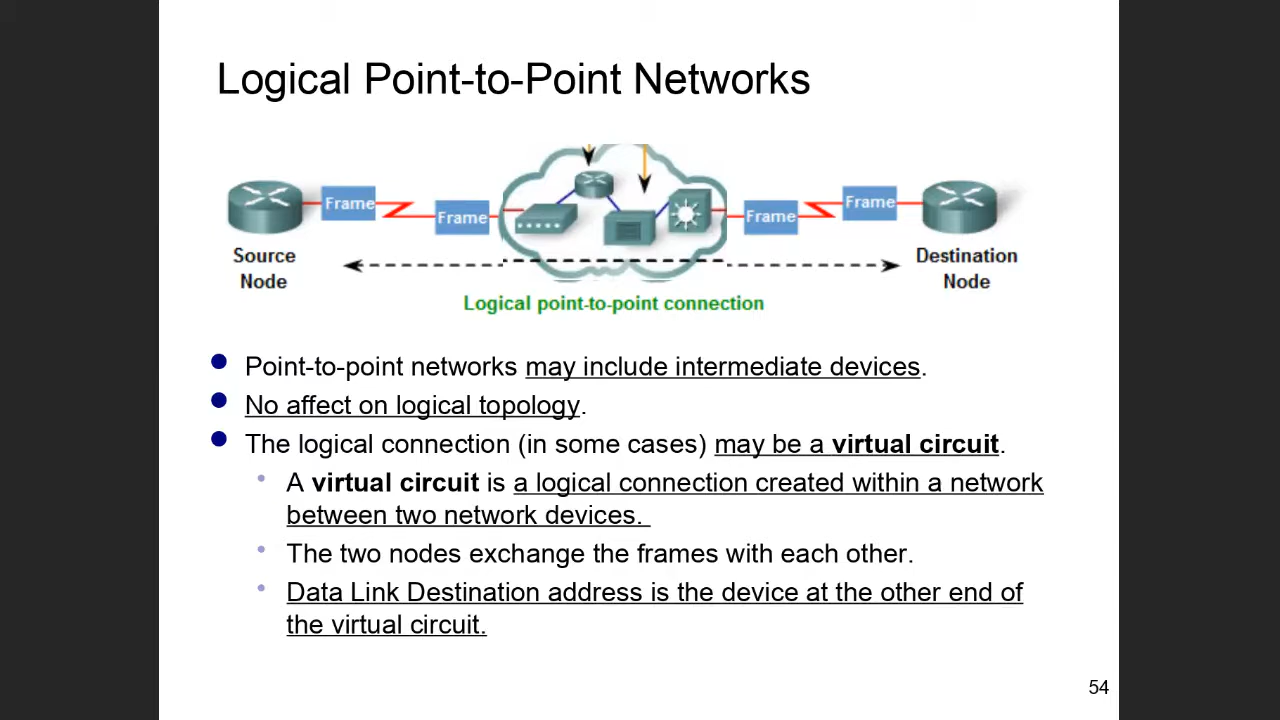 Logical Point-to-Point Networks
Frame
Frame
Frame
Frame
Source
Node
Destination
Node
Logical point-to-point connection
Point-to-point networks may include intermediate devices.
No affect on logical topology.
The logical connection (in some cases) may be a virtual circuit.
A virtual circuit is a logical connection created within a network
between two network devices.
The two nodes exchange the frames with each other.
Data Link Destination address is the device at the other end of
the virtual circuit.
54